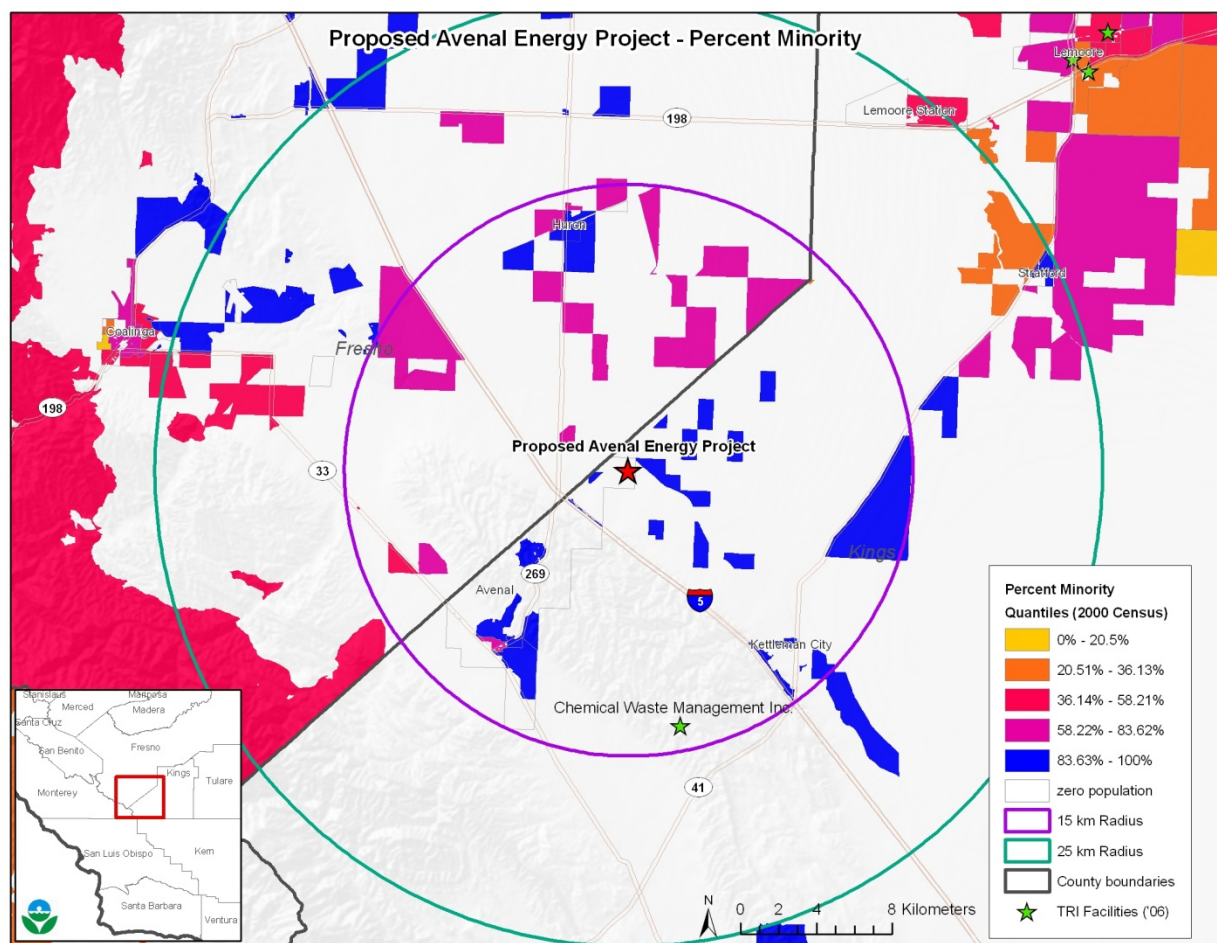 Proposed Avenal Energy Project - Percent Minority
Lemoore
Lemoore Station
198
Huron
Stratford
Coalinga
Fresno
198
Proposed Avenal Energy Project
33
Kings
269
Avenal
5
Kettleman City
Chemical Waste Management Inc.
41
Percent Minority
Quantiles (2000 Census)
0% - 20.5%
20.51% - 36.13%
36.14% - 58.21%
58.22% - 83.62%
83.63% - 100%
zero population
15 km Radius
25 km Radius
County boundaries
TRI Facilities ('06)
Stanislaus
Mariposa
Merced
Madera
Santa Cruz
San Benito
Fresno
Kings
Tulare
Monterey
San Luis Obispo
Kern
Santa Barbara
Ventura
N
0 2 4 8 Kilometers